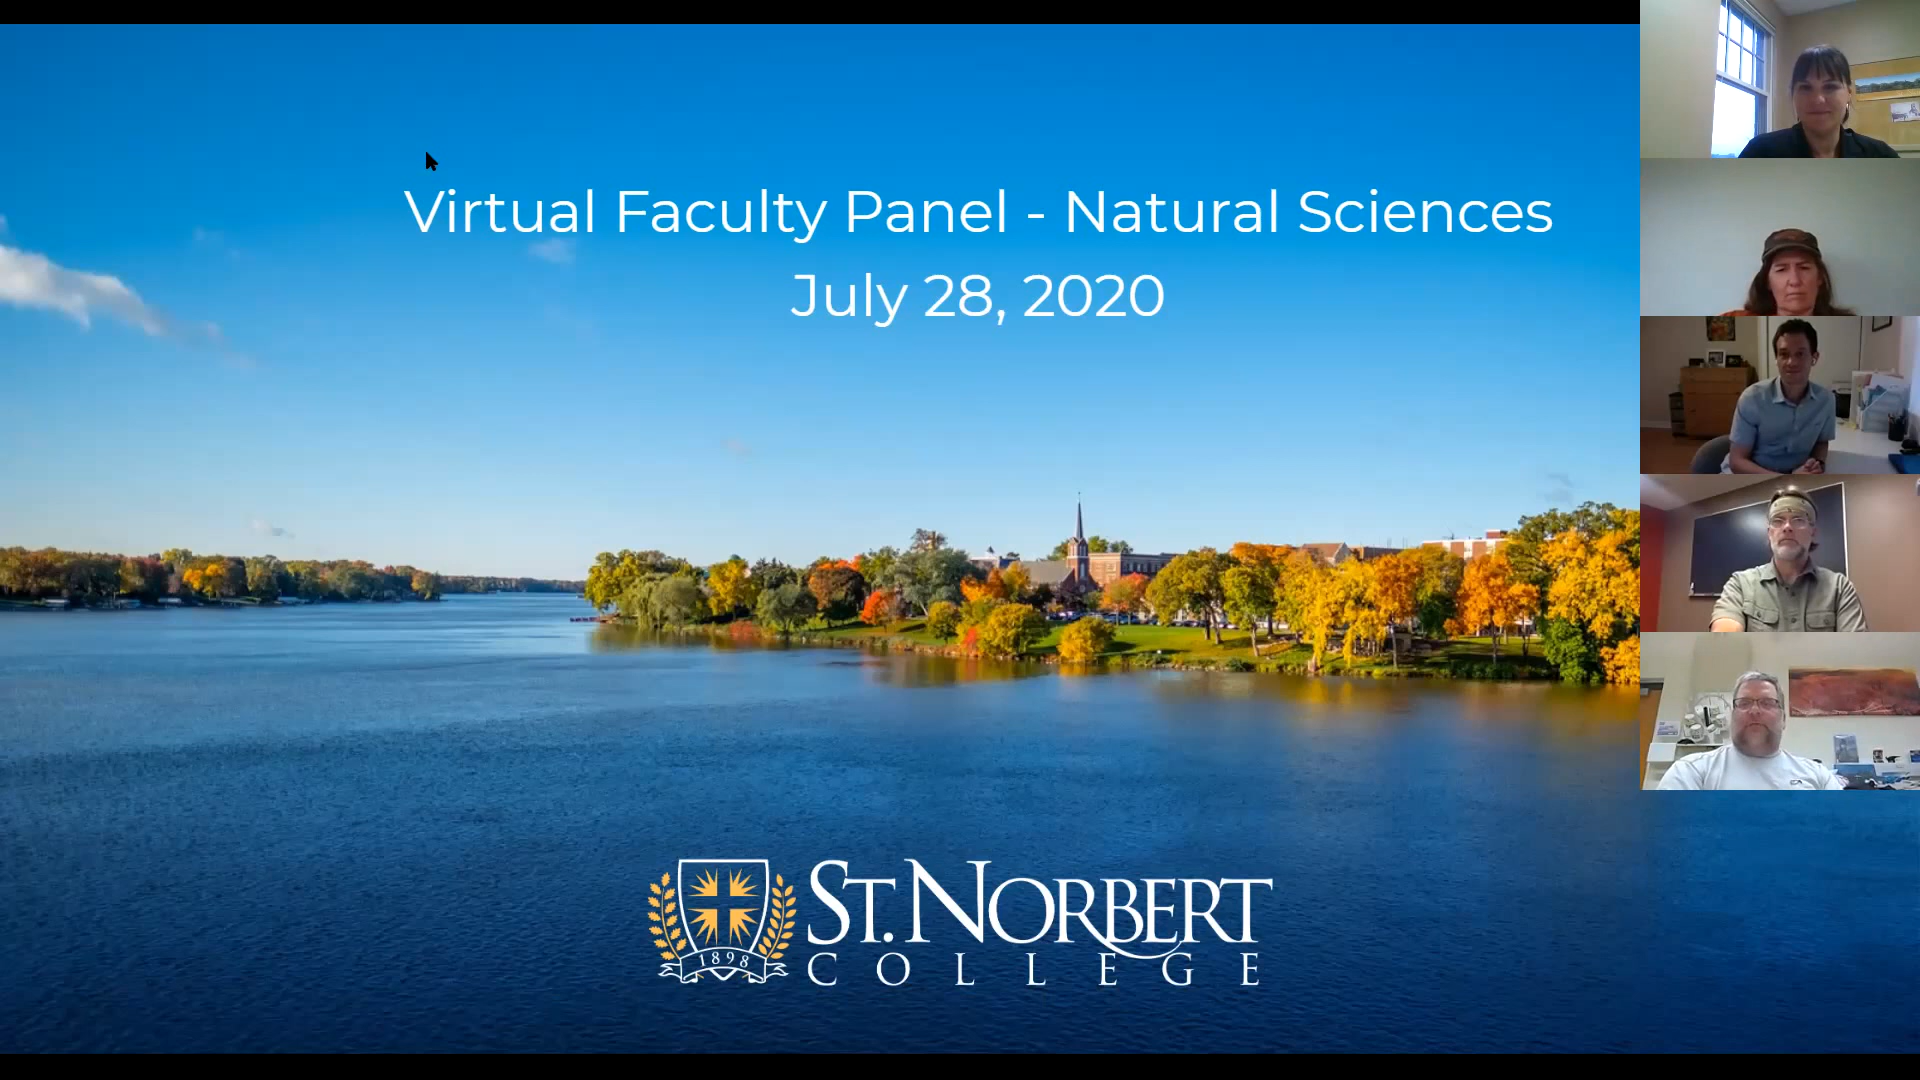 Virtual Faculty Panel - Natural Sciences
July 28, 2020
1898
ST. NORBERT
COLLEGE